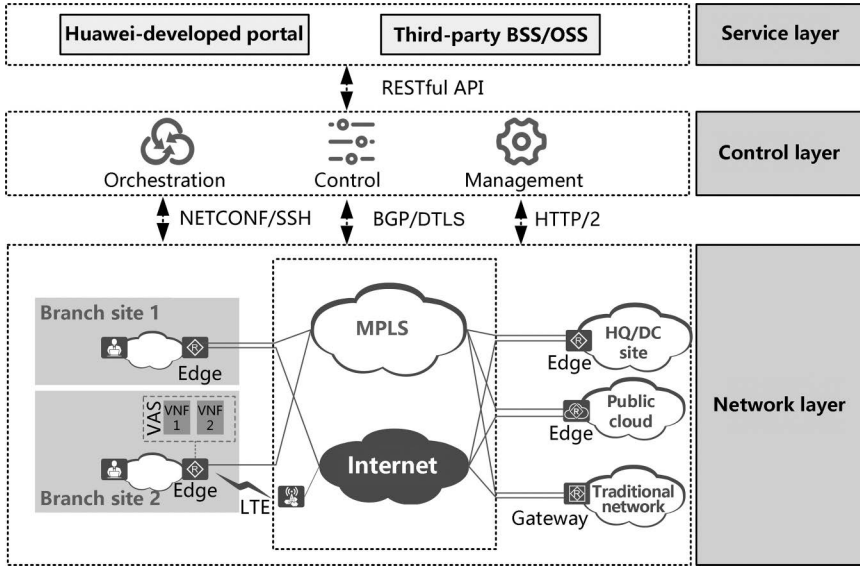 Huawei-developed portal
Third-party BSS/OSS
Service layer
RESTful API
Orchestration
Control
Management
Control layer
NETCONF/SSH
BGP/DTLS
HTTP/2
Branch site 1
R
Edge
MPLS
R
Edge
HQ/DC
site
VAS
VNF
1
VNF
2
R
Edge
Branch site 2
LTE
Internet
R
Edge
Public
cloud
R
Gateway
Traditional
network
Network layer